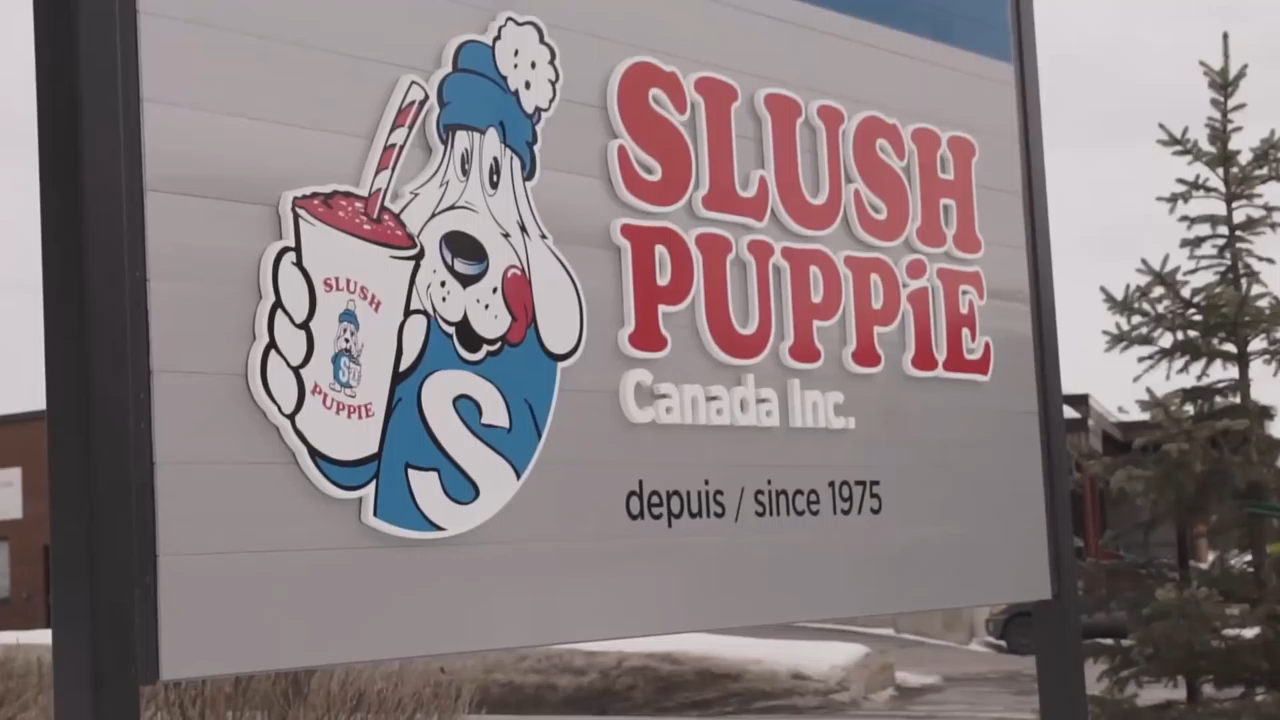 SLUSH
PUPPiE
Canada Inc.
depuis / since 1975
SLUSH
PUPPIE
S